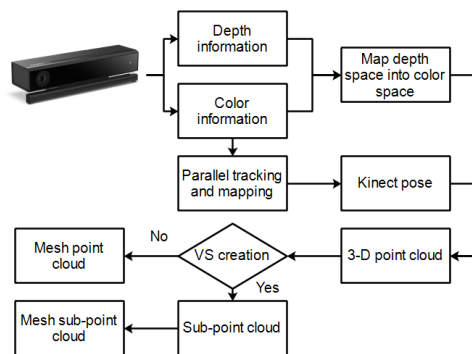 Depth
information
Color
information
Map depth
space into color
space
Parallel tracking
and mapping
Kinect pose
3-D point cloud
VS creation
No
Yes
Mesh point
cloud
Sub-point cloud
Mesh sub-point
cloud